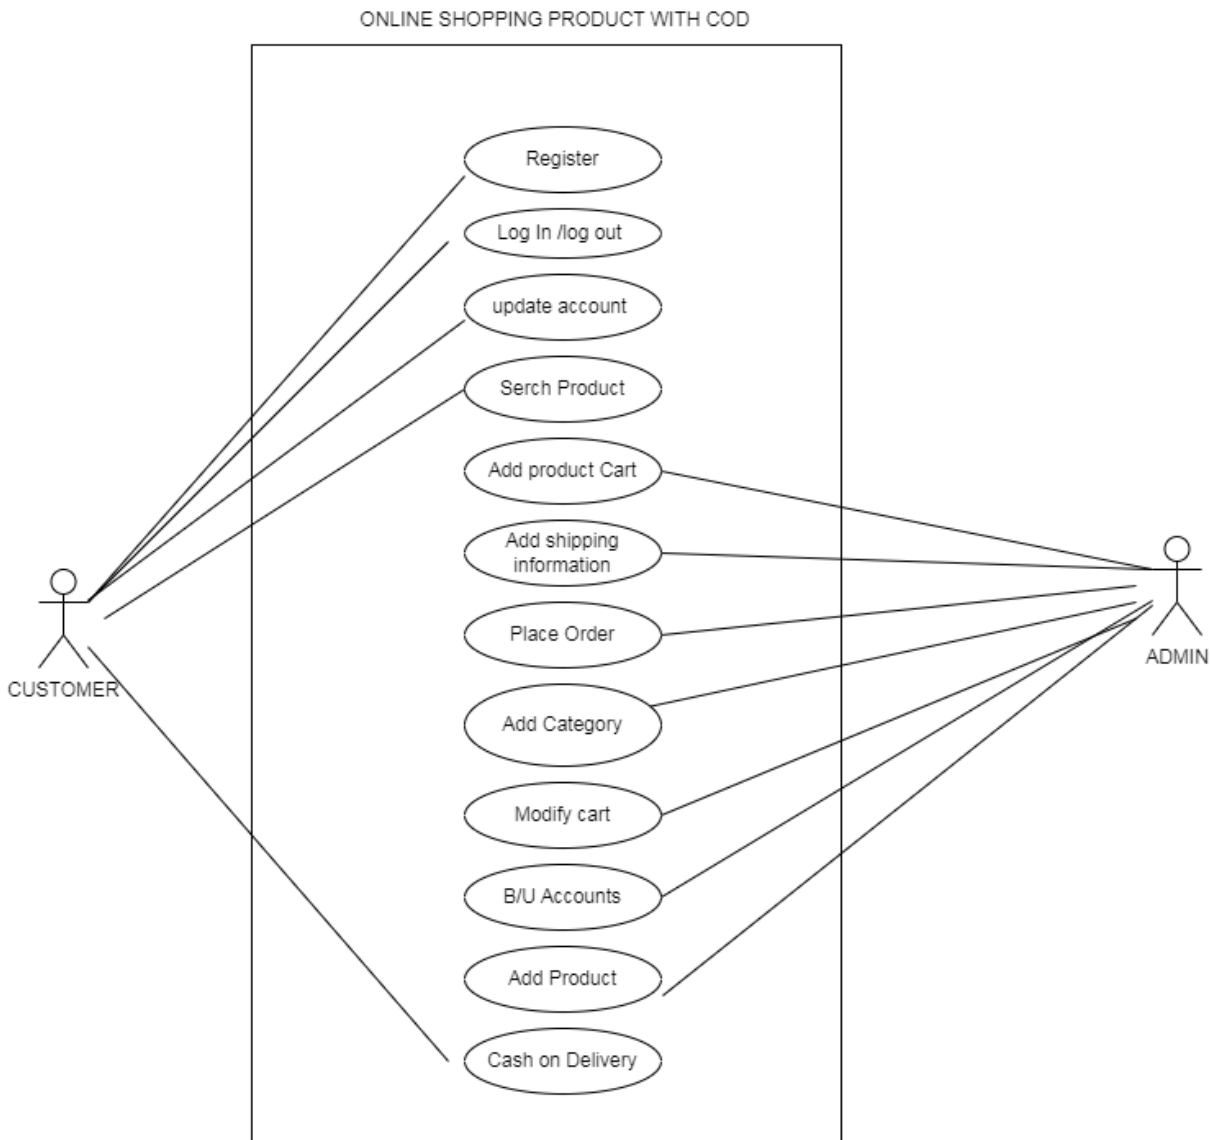 ONLINE SHOPPING PRODUCT WITH COD
Register
Log In /log out
update account
Serch Product
Add product Cart
Add shipping
information
Place Order
Add Category
Modify cart
B/U Accounts
Add Product
Cash on Delivery
CUSTOMER
ADMIN